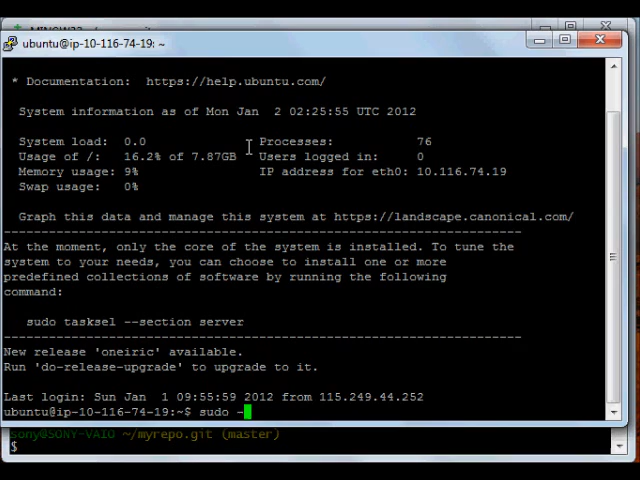 ubuntu@ip-10-116-74-19: ~
* Documentation:  https://help.ubuntu.com/
System information as of Mon Jan  2 02:25:55 UTC 2012
System load:  0.0              Processes:           76
Usage of /:   16.2% of 7.87GB   Users logged in:     0
Memory usage: 9%               IP address for eth0: 10.116.74.19
Swap usage:   0%
Graph this data and manage this system at https://landscape.canonical.com/
---------------------------------------------------------------------
At the moment, only the core of the system is installed. To tune the
system to your needs, you can choose to install one or more
predefined collections of software by running the following
command:
sudo tasksel --section server
---------------------------------------------------------------------
New release 'oneiric' available.
Run 'do-release-upgrade' to upgrade to it.
Last login: Sun Jan  1 09:55:59 2012 from 115.249.44.252
ubuntu@ip-10-116-74-19:~$ sudo -
sony@SONY-VAIO ~/myrepo.git (master)
$